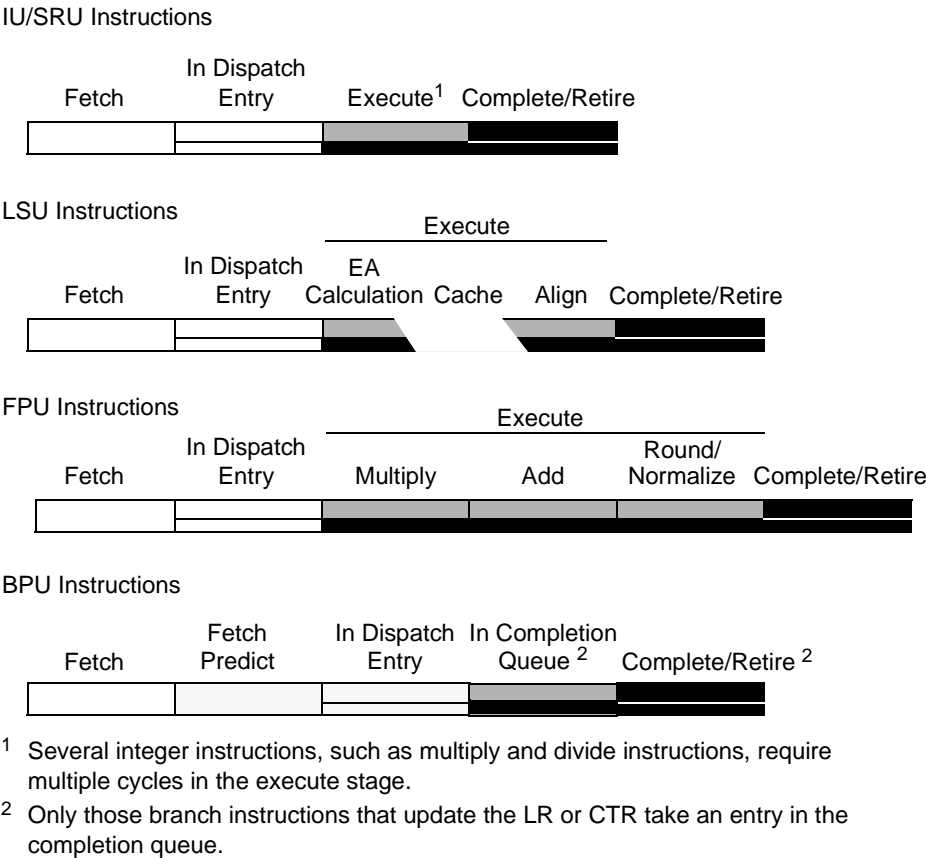 IU/SRU Instructions
In Dispatch
Fetch Entry Execute1 Complete/Retire
LSU Instructions
Execute
In Dispatch EA
Fetch Entry Calculation Cache Align Complete/Retire
FPU Instructions
Execute
In Dispatch Round/
Fetch Entry Multiply Add Normalize Complete/Retire
BPU Instructions
Fetch In Dispatch In Completion
Fetch Predict Entry Queue 2 Complete/Retire 2
1 Several integer instructions, such as multiply and divide instructions, require
multiple cycles in the execute stage.
2 Only those branch instructions that update the LR or CTR take an entry in the
completion queue.